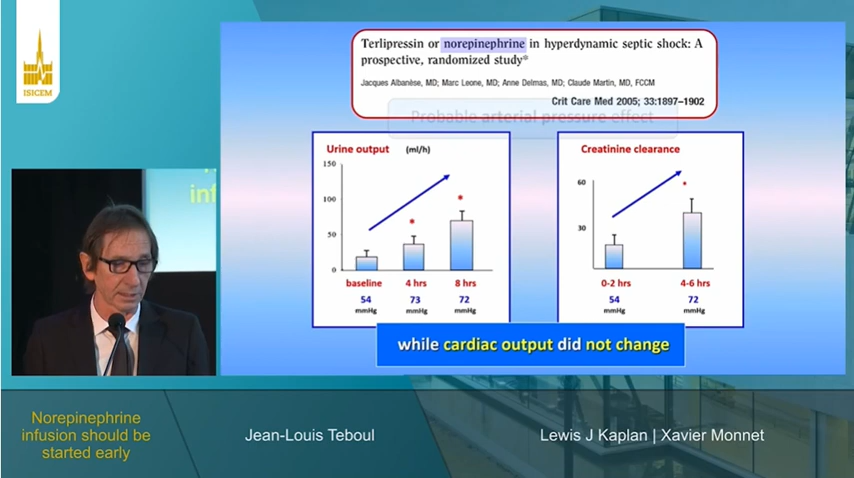 ISICEM
inf
Terlipressin or norepinephrine in hyperdynamic septic shock: A
prospective, randomized study*
Jacques Albanèse, MD; Marc Leone, MD; Anne Delmas, MD; Claude Martin, MD, FCCM
Crit Care Med 2005; 33:1897–1902
Probable arterial pressure effect
Urine output (ml/h)
150
100
50
0
*
*
baseline 4 hrs 8 hrs
54 73 72
mmHg mmHg mmHg
Creatinine clearance
60
30
*
0-2 hrs 4-6 hrs
54 72
mmHg mmHg
while cardiac output did not change
Norepinephrine
infusion should be
started early
Jean-Louis Teboul
Lewis J Kaplan | Xavier Monnet